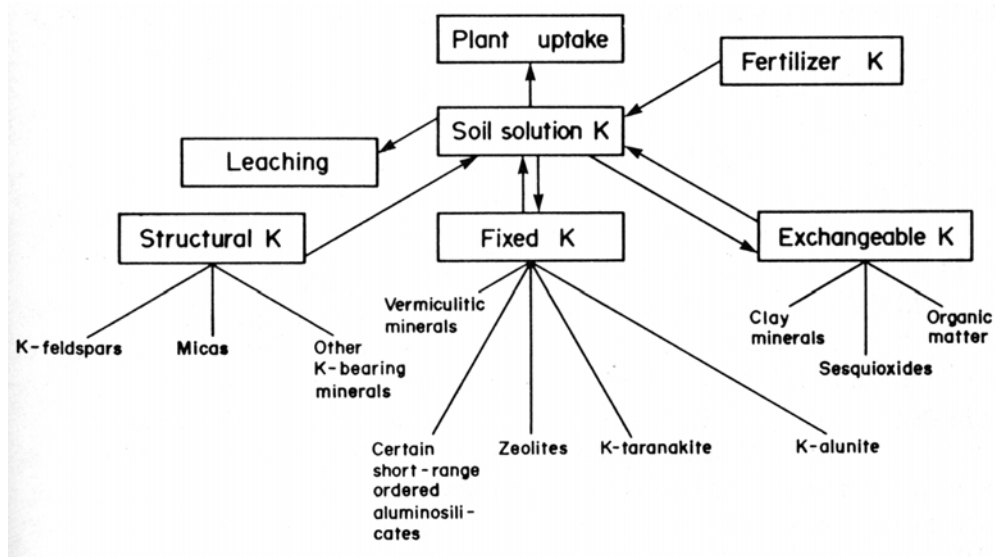 Plant uptake
Fertilizer K
Soil solution K
Leaching
Structural K
Fixed K
Exchangeable K
Vermiculitic
minerals
Clay
minerals
Organic
matter
K-feldspars
Micas
Other
K-bearing
minerals
Sesquioxides
Certain
short-range
ordered
aluminosili-
cates
Zeolites
K-taranakite
K-alunite